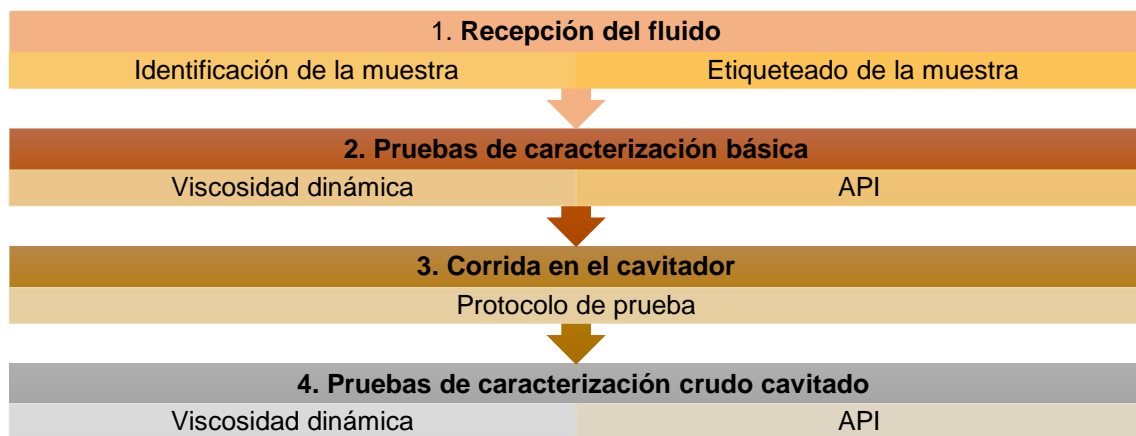 1. Recepción del fluido
Identificación de la muestra
Etiqueteado de la muestra
2. Pruebas de caracterización básica
Viscosidad dinámica
API
3. Corrida en el cavitador
Protocolo de prueba
4. Pruebas de caracterización crudo cavitado
Viscosidad dinámica
API